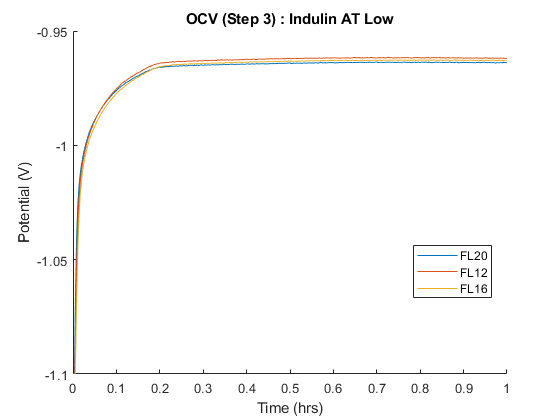 OCV (Step 3) : Indulin AT Low
-0.95
-1
-1.05
-1.1
Potential (V)
FL20
FL12
FL16
0 0.1 0.2 0.3 0.4 0.5 0.6 0.7 0.8 0.9 1
Time (hrs)